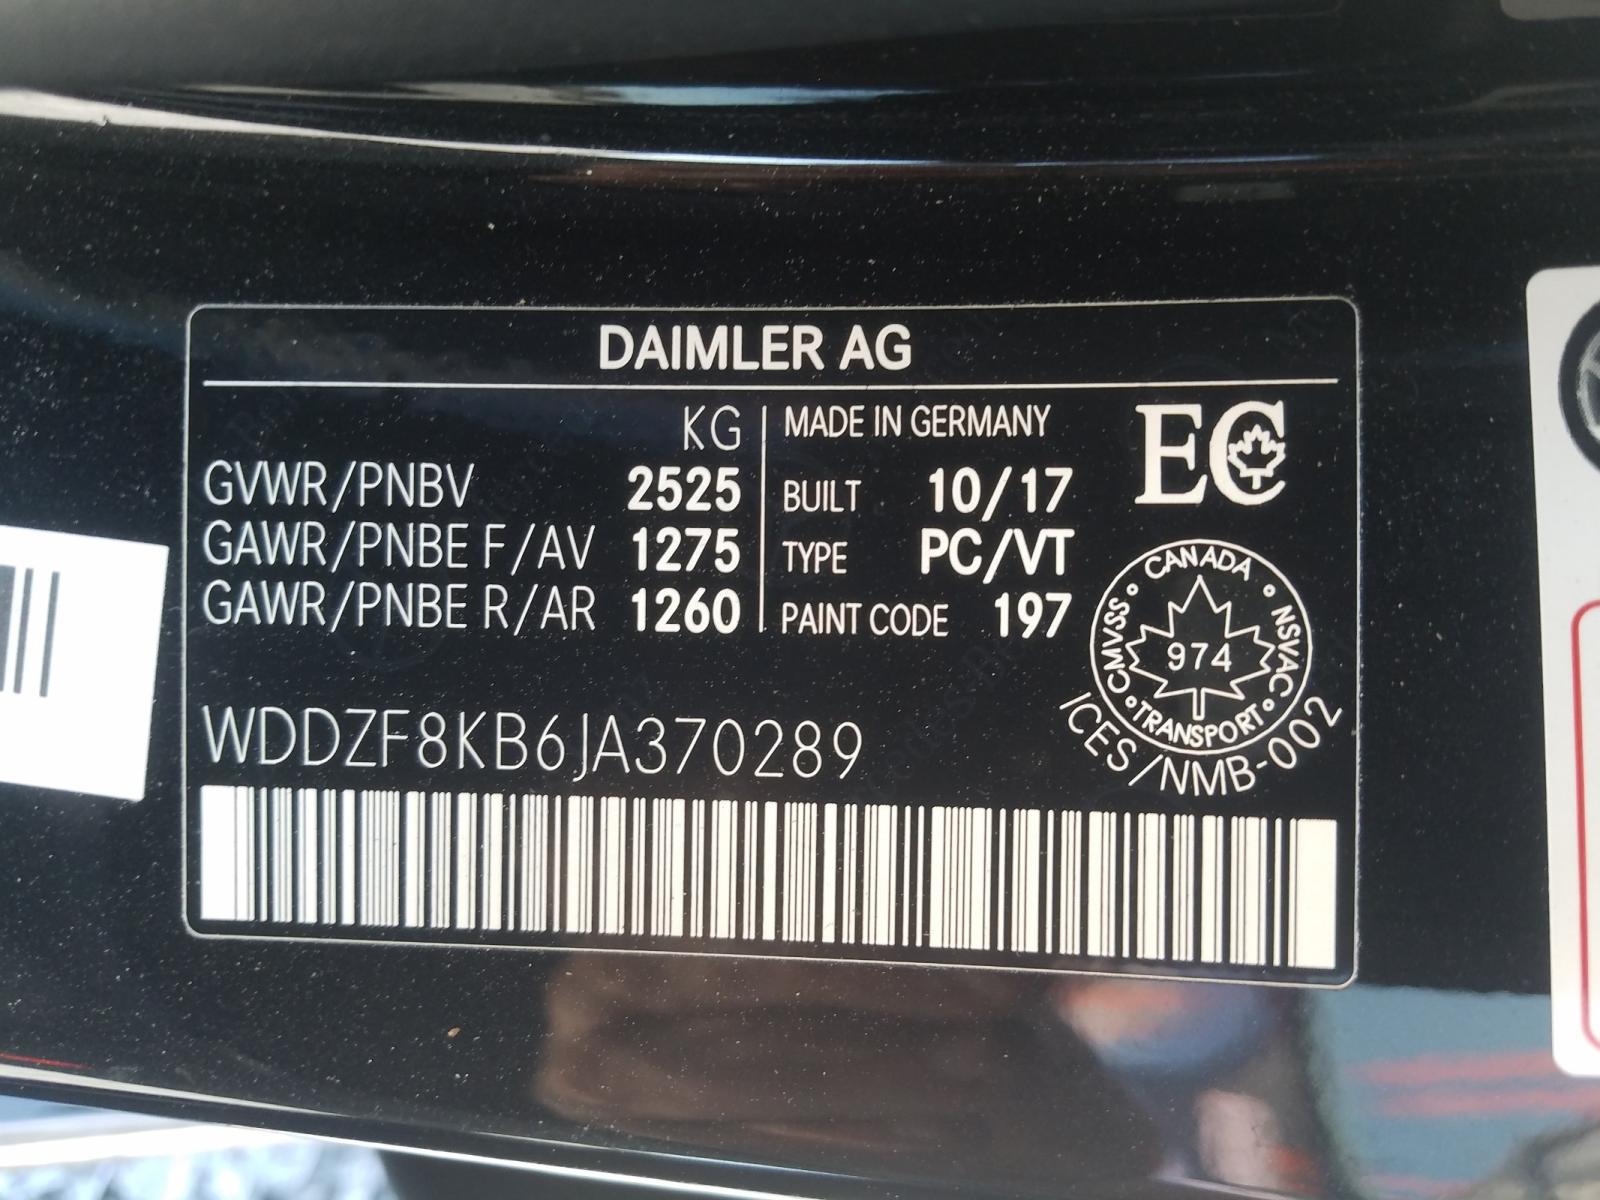 DAIMLER AG
KG
GVWR/PNBV 2525
GAWR/PNBE F/AV 1275
GAWR/PNBE R/AR 1260
MADE IN GERMANY
BUILT 10/17
TYPE PC/VT
PAINT CODE 197
EC
CANADA
CMVSS
NSVAC
974
TRANSPORT
ICES/NMB-002
WDDZF8KB6JA370289